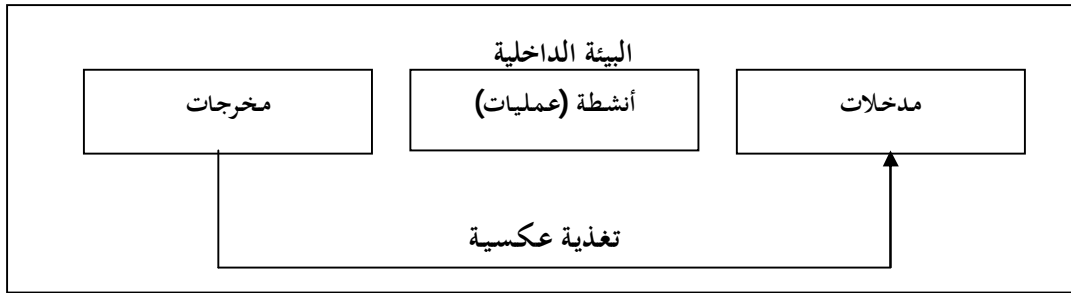 البيئة الداخلية
مدخلات
أنشطة (عمليات)
مخرجات
تغذية عكسية